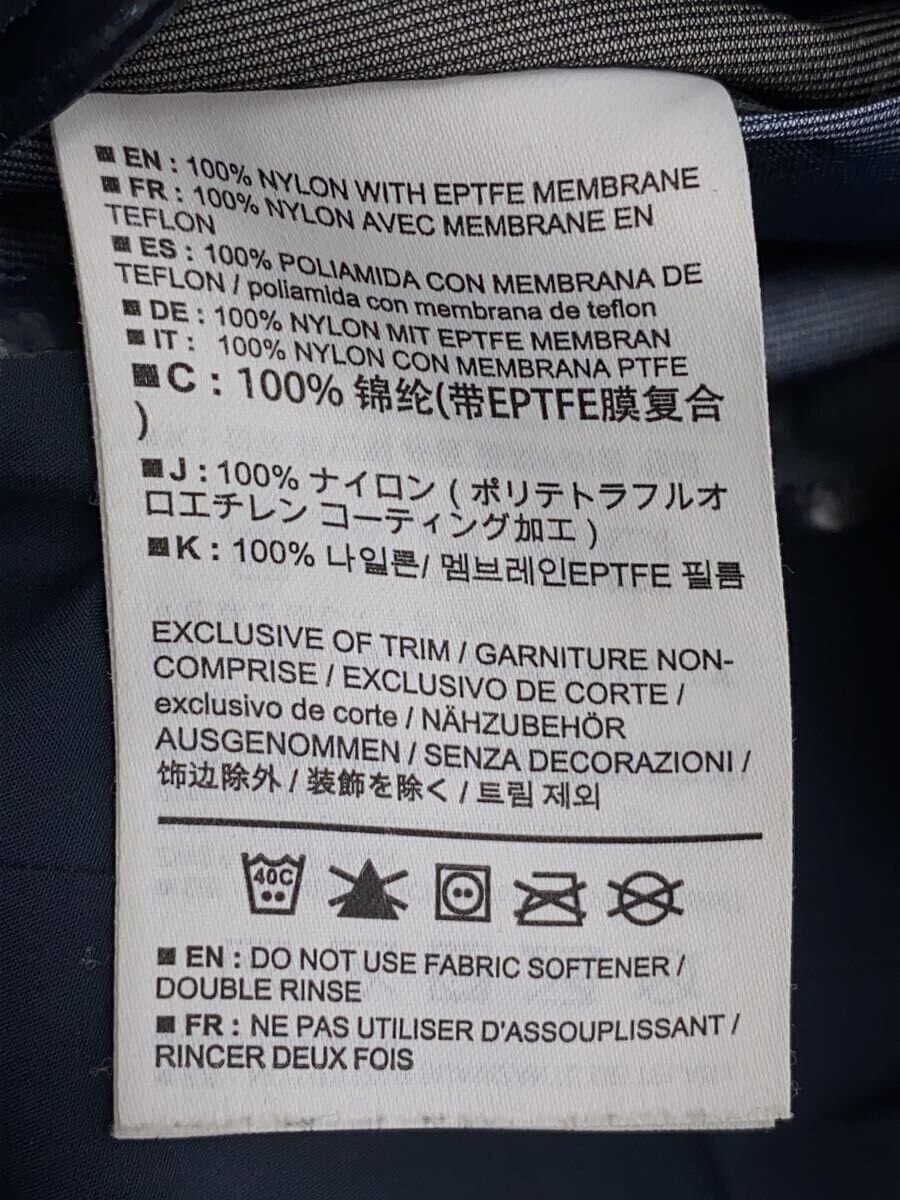 EN : 100% NYLON WITH EPTFE MEMBRANE
FR : 100% NYLON AVEC MEMBRANE EN
TEFLON
ES : 100% POLIAMIDA CON MEMBRANA DE
TEFLON / poliamida con membrana de teflon
DE : 100% NYLON MIT EPTFE MEMBRAN
IT : 100% NYLON CON MEMBRANA PTFE
C : 100% 锦纶(带EPTFE膜复合
)
J : 100% ナイロン ( ポリテトラフルオ
ロエチレン コーティング加工 )
K : 100% 나일론/ 멤브레인EPTFE 필름
EXCLUSIVE OF TRIM / GARNITURE NON-
COMPRISE / EXCLUSIVO DE CORTE /
exclusivo de corte / NÄHZUBEHÖR
AUSGENOMMEN / SENZA DECORAZIONI /
饰边除外 / 装飾を除く / 트림 제외
40C
EN : DO NOT USE FABRIC SOFTENER /
DOUBLE RINSE
FR : NE PAS UTILISER D'ASSOUPLISSANT /
RINCER DEUX FOIS